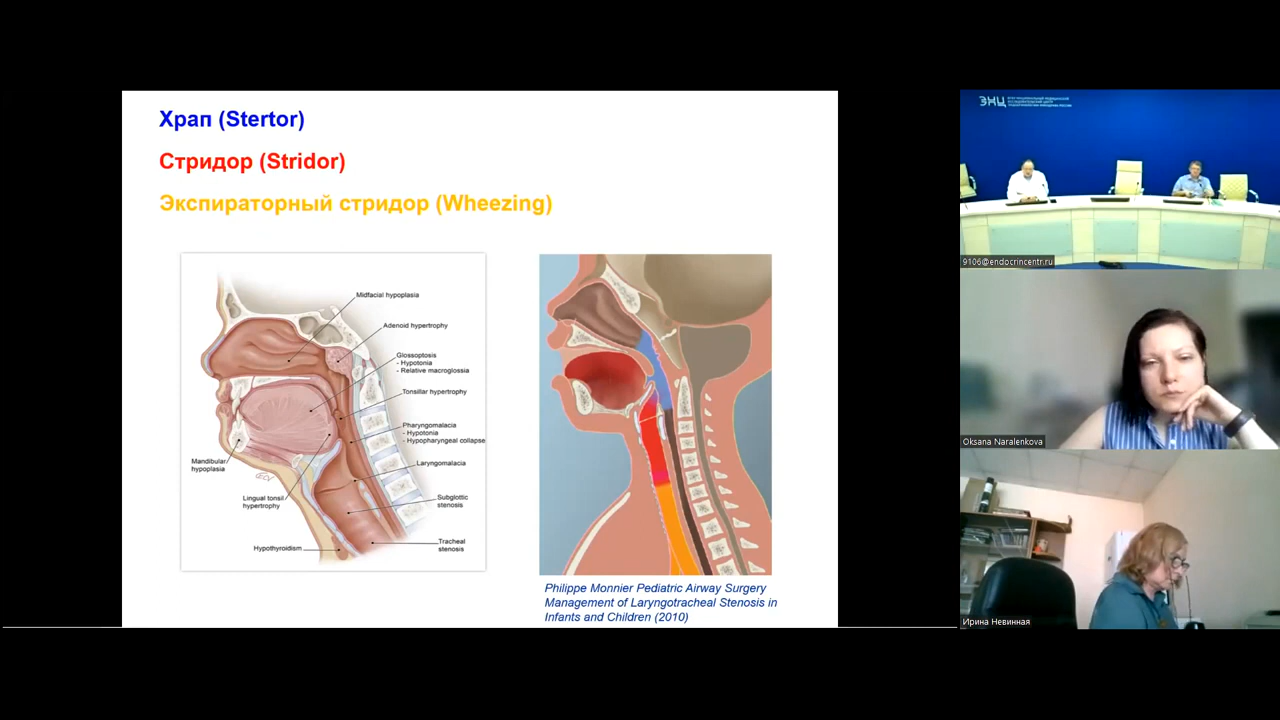 Храп (Stertor)
Стридор (Stridor)
Экспираторный стридор (Wheezing)
Midfacial hypoplasia
Adenoid hypertrophy
Glossoptosis
- Hypotonia
- Relative macroglossia
Tonsillar hypertrophy
Pharyngomalacia
- Hypotonia
- Hypopharyngeal collapse
Laryngomalacia
Subglottic
stenosis
Tracheal
stenosis
Mandibular
hypoplasia
Lingual tonsil
hypertrophy
Hypothyroidism
Philippe Monnier Pediatric Airway Surgery
Management of Laryngotracheal Stenosis in
Infants and Children (2010)
ЭНЦ
9106@endocrincentr.ru
Oksana Naralenkova
Ирина Невинная